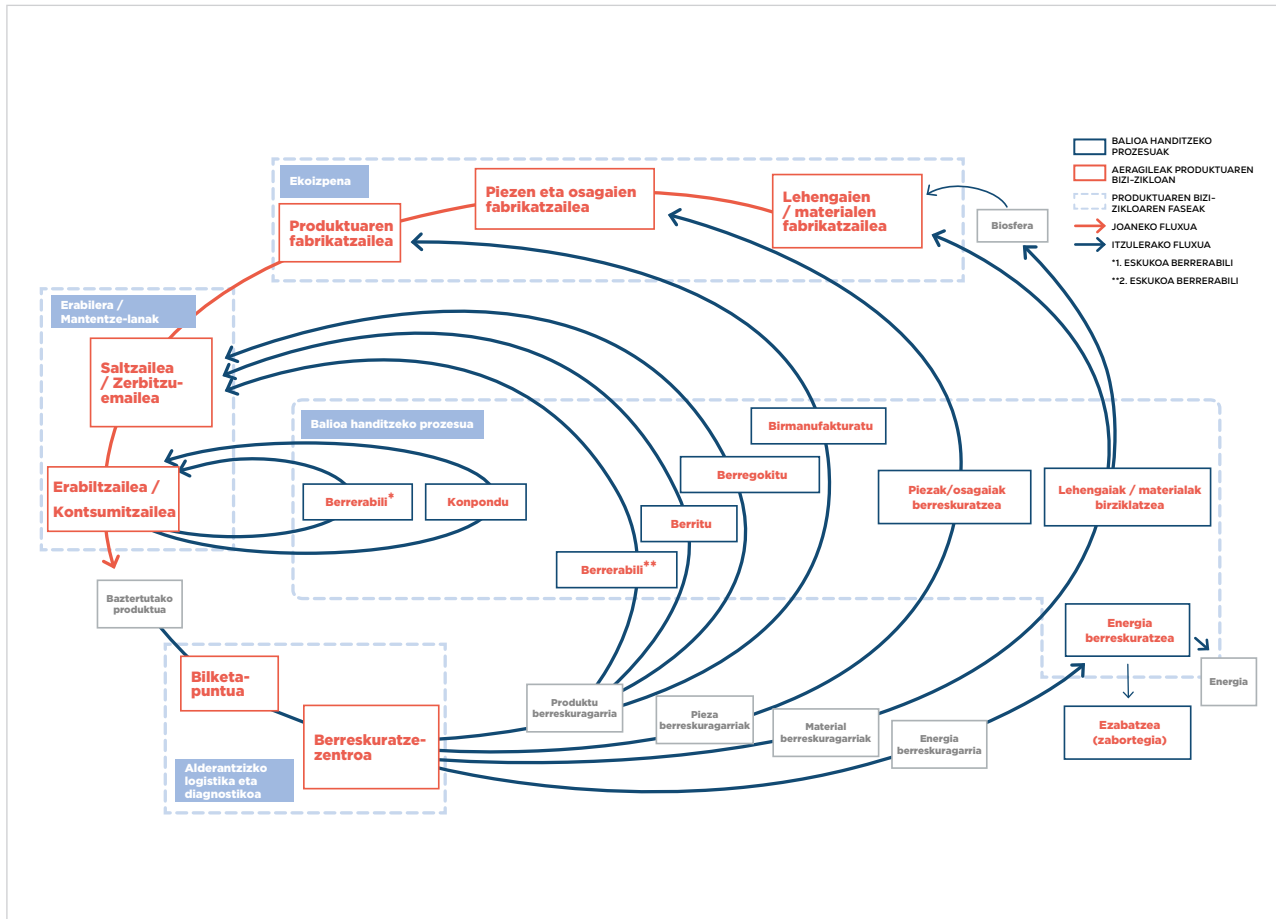 BALIOA HANDITZEKO
PROZESUAK
AERAGILEAK PRODUKTUAREN
BIZI-ZIKLOAN
PRODUKTUAREN BIZI-
ZIKLOAREN FASEAK
JOANEKO FLUXUA
ITZULERAKO FLUXUA
*1. ESKUKOA BERRERABILI
**2. ESKUKOA BERRERABILI
Ekoizpena
Produktuaren
fabrikatzailea
Piezen eta osagaien
fabrikatzailea
Lehengaien
/ materialen
fabrikatzailea
Biosfera
Erabilera /
Mantentze-lanak
Saltzailea
/ Zerbitzu-
emailea
Erabiltzailea /
Kontsumitzailea
Balioa handitzeko prozesua
Berrerabili*
Konpondu
Berrerabili**
Berritu
Berregokitu
Birmanufakturatu
Piezak/osagaiak
berreskuratzea
Lehengaiak / materialak
birziklatzea
Energia
berreskuratzea
Energia
Ezabatzea
(zabortegia)
Baztertutako
produktua
Bilketa-
puntua
Berreskuratze-
zentroa
Alderantzizko
logistika eta
diagnostikoa
Produktu
berreskuragarria
Pieza
berreskuragarriak
Material
berreskuragarriak
Energia
berreskuragarria